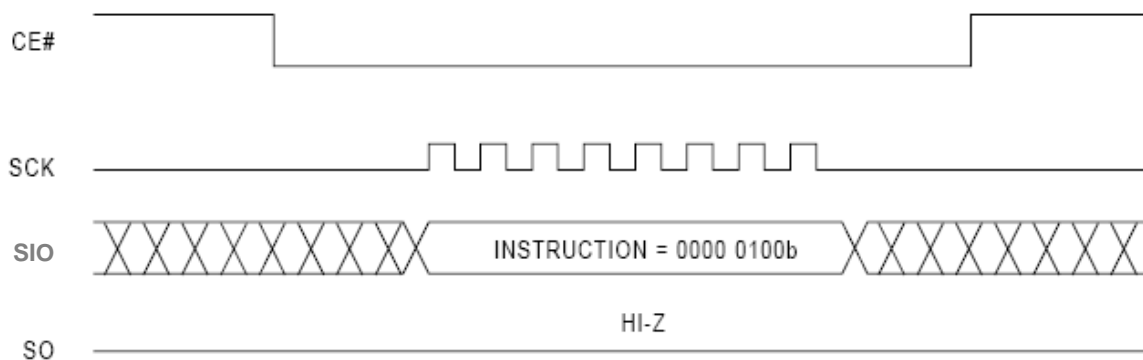 CE#
SCK
SIO
INSTRUCTION = 0000 0100b
HI-Z
SO